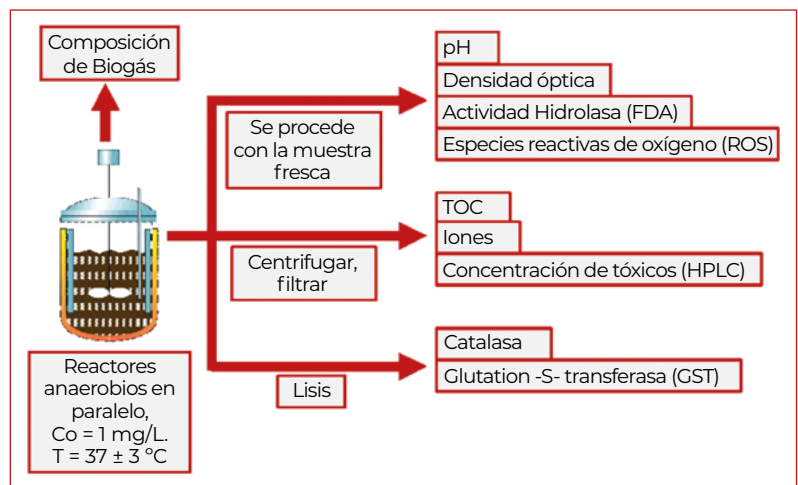 Composición
de Biogás
pH
Densidad óptica
Actividad Hidrolasa (FDA)
Especies reactivas de oxígeno (ROS)
Se procede
con la muestra
fresca
TOC
Iones
Concentración de tóxicos (HPLC)
Centrifugar,
filtrar
Catalasa
Glutation -S- transferasa (GST)
Lisis
Reactores
anaerobios en
paralelo,
Co = 1 mg/L.
T = 37 ± 3 °C